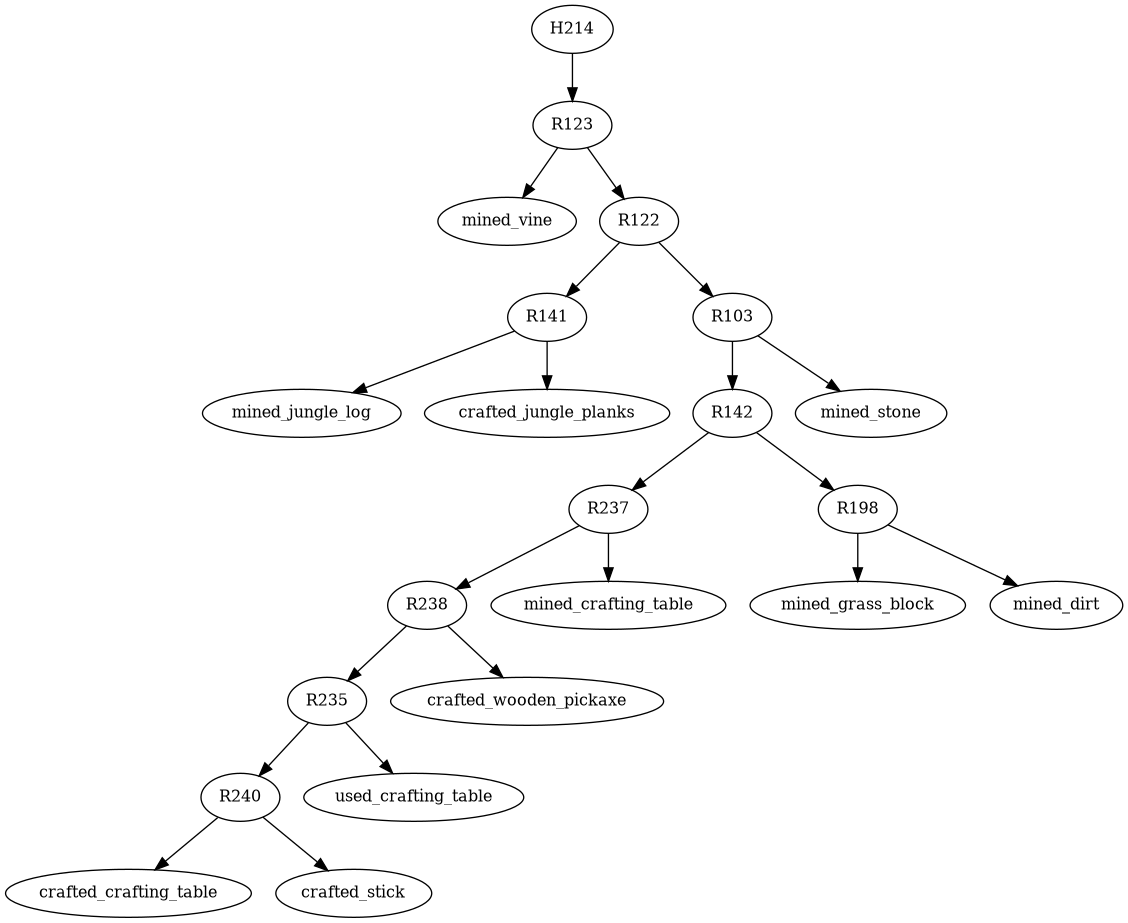 H214
R123
mined_vine
R122
R141
R103
mined_jungle_log
crafted_jungle_planks
R142
mined_stone
R237
R198
R238
mined_crafting_table
mined_grass_block
mined_dirt
R235
crafted_wooden_pickaxe
R240
used_crafting_table
crafted_crafting_table
crafted_stick